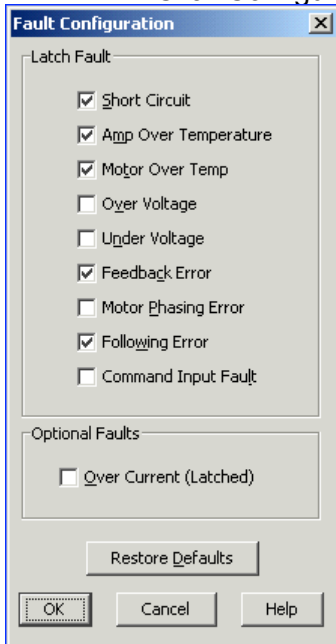 Fault Configuration
Latch Fault
Short Circuit
Amp Over Temperature
Motor Over Temp
Over Voltage
Under Voltage
Feedback Error
Motor Phasing Error
Following Error
Command Input Fault
Optional Faults
Over Current (Latched)
Restore Defaults
OK Cancel Help